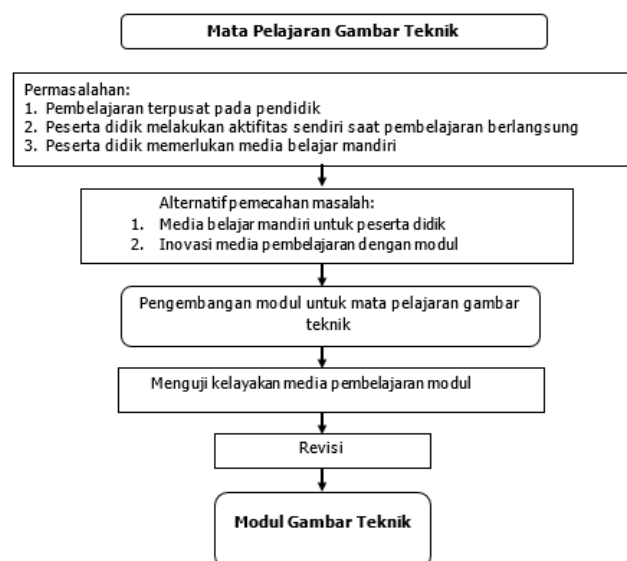 Mata Pelajaran Gambar Teknik
Permasalahan:
1. Pembelajaran terpusat pada pendidik
2. Peserta didik melakukan aktifitas sendiri saat pembelajaran berlangsung
3. Peserta didik memerlukan media belajar mandiri
Alternatif pemecahan masalah:
1. Media belajar mandiri untuk peserta didik
2. Inovasi media pembelajaran dengan modul
Pengembangan modul untuk mata pelajaran gambar
teknik
Menguji kelayakan media pembelajaran modul
Revisi
Modul Gambar Teknik